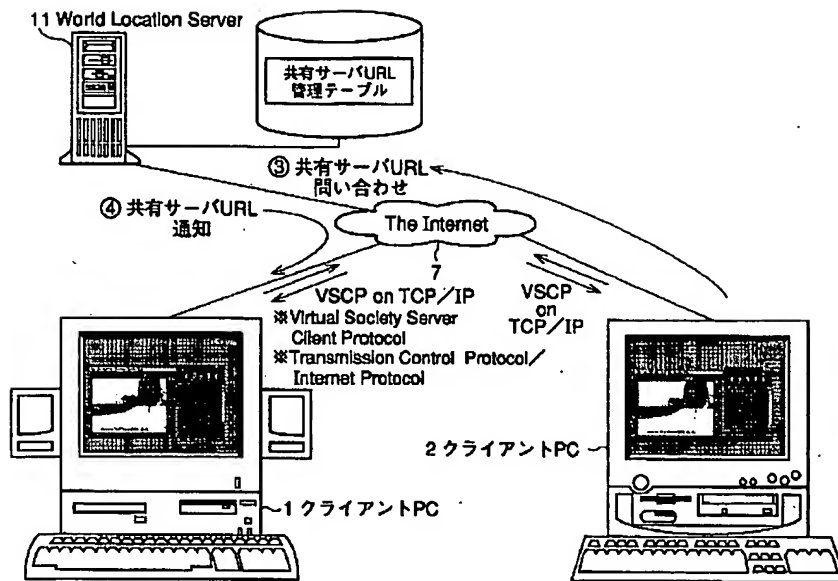 11 World Location Server
共有サーバURL
管理テーブル
③ 共有サーバURL
問い合わせ
④ 共有サーバURL
通知
The Internet
7
VSCP on TCP/IP
※Virtual Society Server
Client Protocol
※Transmission Control Protocol/
Internet Protocol
VSCP
on
TCP/IP
2 クライアントPC
1 クライアントPC